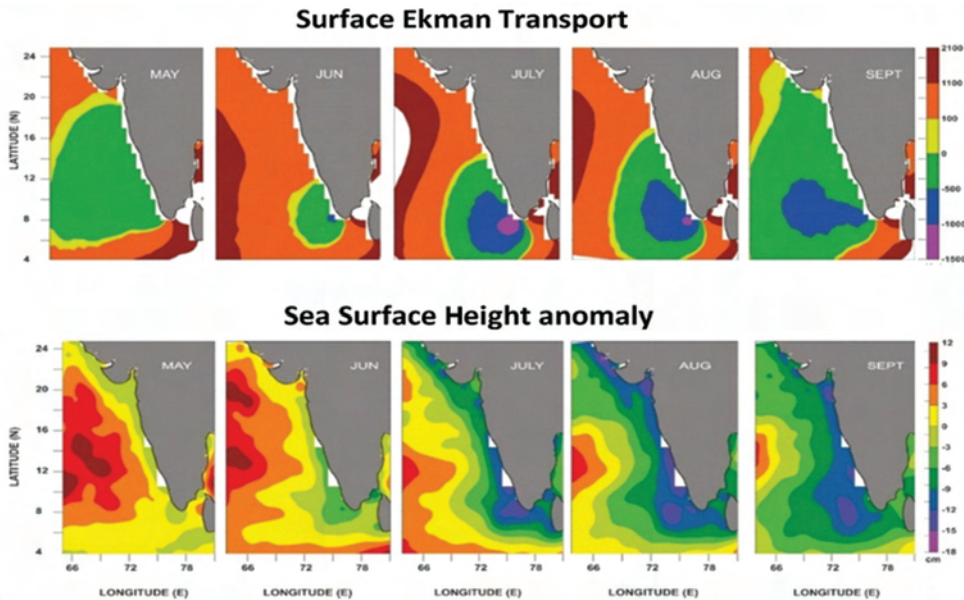 Surface Ekman Transport
24
20
16
12
8
4
LATITUDE (N)
MAY
JUN
JULY
AUG
SEPT
2100
1100
100
0
-500
-1000
-1500
Sea Surface Height anomaly
24
20
16
12
8
4
LATITUDE (N)
MAY
JUN
JULY
AUG
SEPT
12
9
6
3
0
-3
-6
-9
-12
-15
-18
cm
66 72 78
66 72 78
66 72 78
66 72 78
66 72 78
LONGITUDE (E)
LONGITUDE (E)
LONGITUDE (E)
LONGITUDE (E)
LONGITUDE (E)